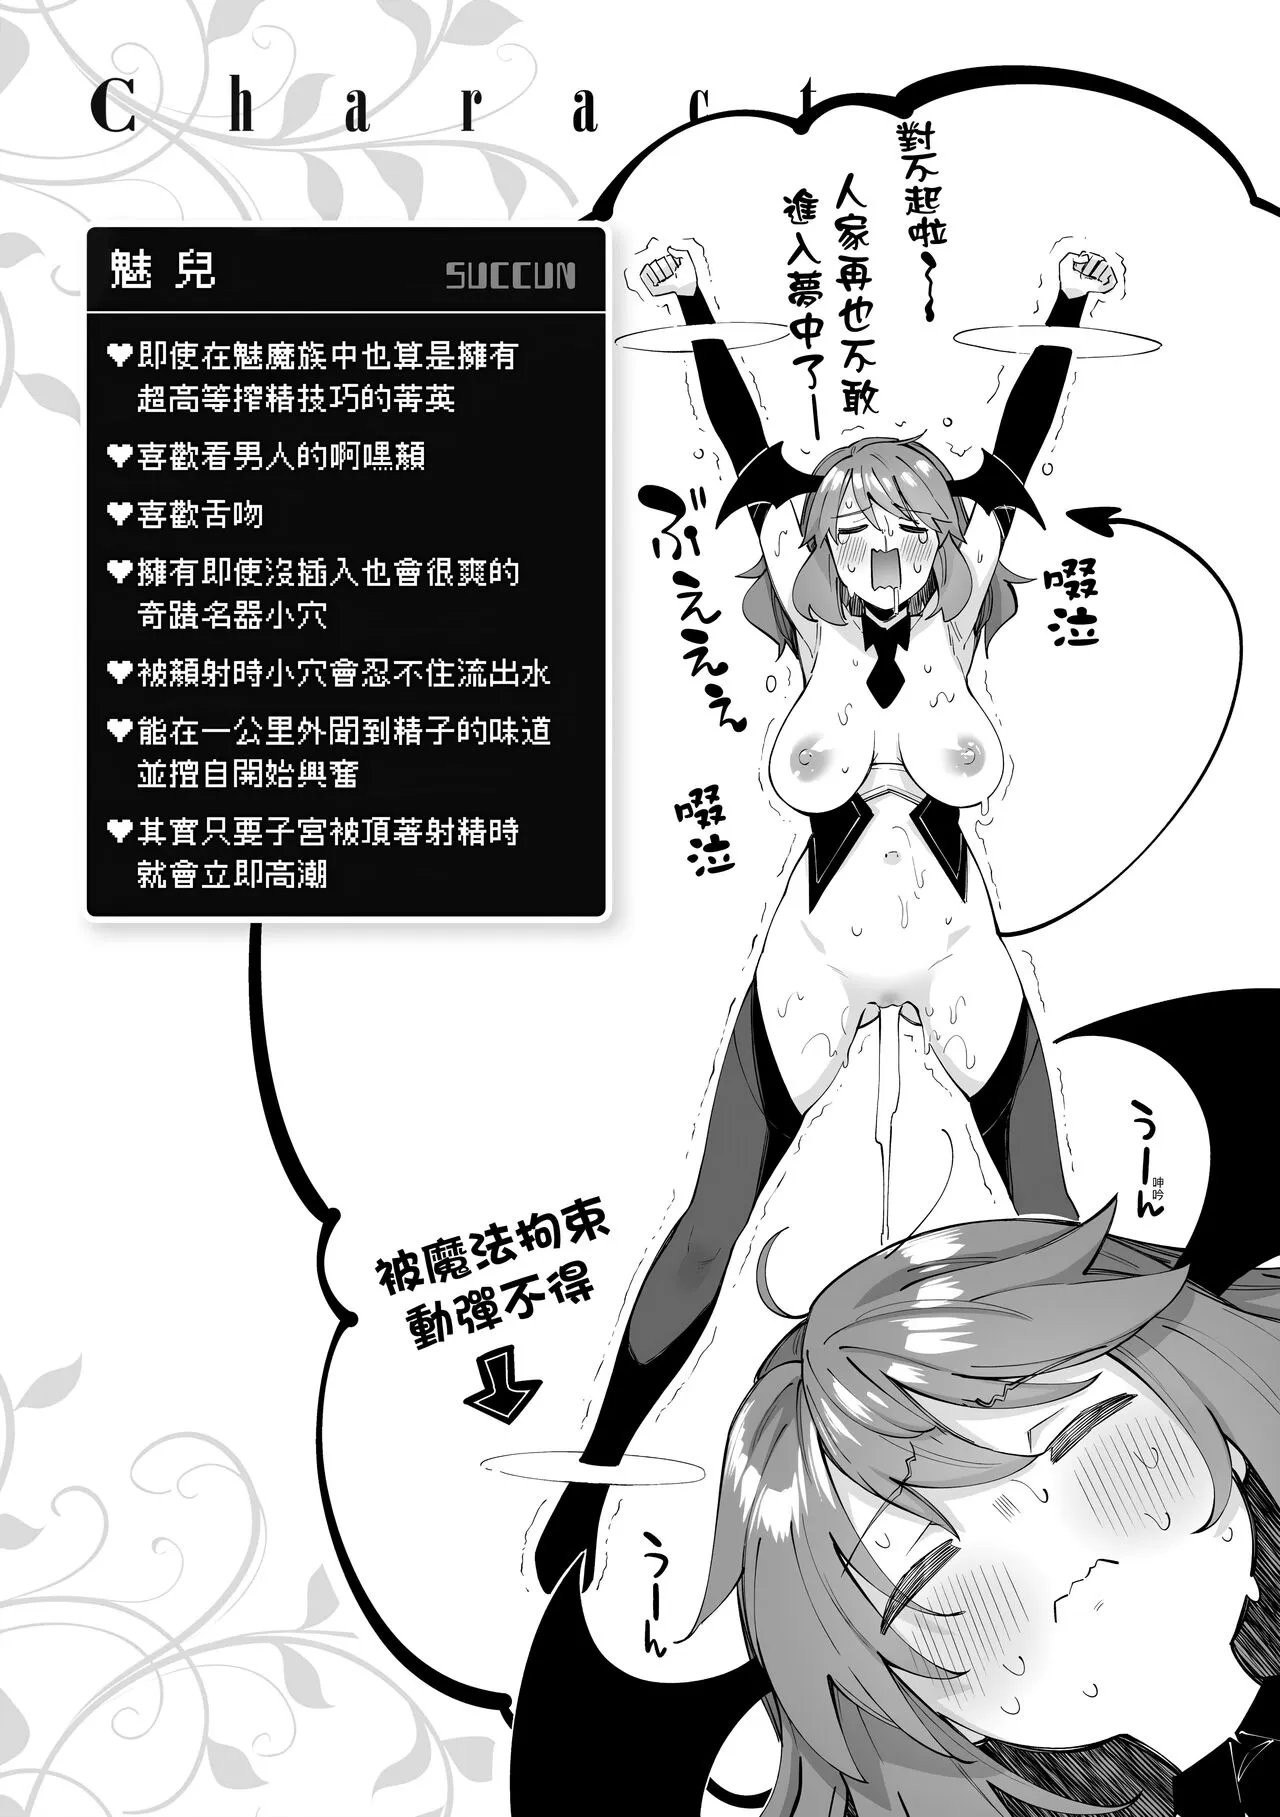 Charact
魅兒 SUCCUN
♥即使在魅魔族中也算是擁有
超高等搾精技巧的菁英
♥喜歡看男人的啊嘿顏
♥喜歡舌吻
♥擁有即使沒插入也會很爽的
奇蹟名器小穴
♥被顏射時小穴會忍不住流出水
♥能在一公里外聞到精子的味道
並擅自開始興奮
♥其實只要子宮被頂著射精時
就會立即高潮
對不起啦~
人家再也不敢
進入夢中了ー
ぶぇぇぇ
啜泣
啜泣
被魔法拘束
動彈不得
うーん
呻吟
うーん